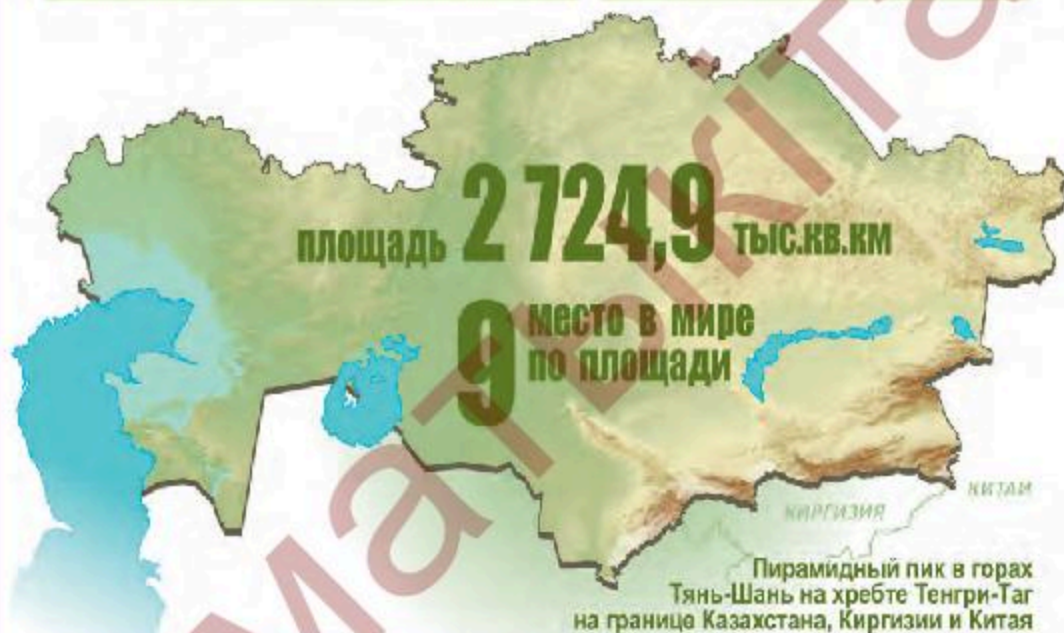 площадь 2 724,9 тыс.кв.км
9 место в мире
по площади
КИТАЙ
КИРГИЗИЯ
Пирамидный пик в горах
Тянь-Шань на хребте Тенгри-Таг
на границе Казахстана, Киргизии и Китая